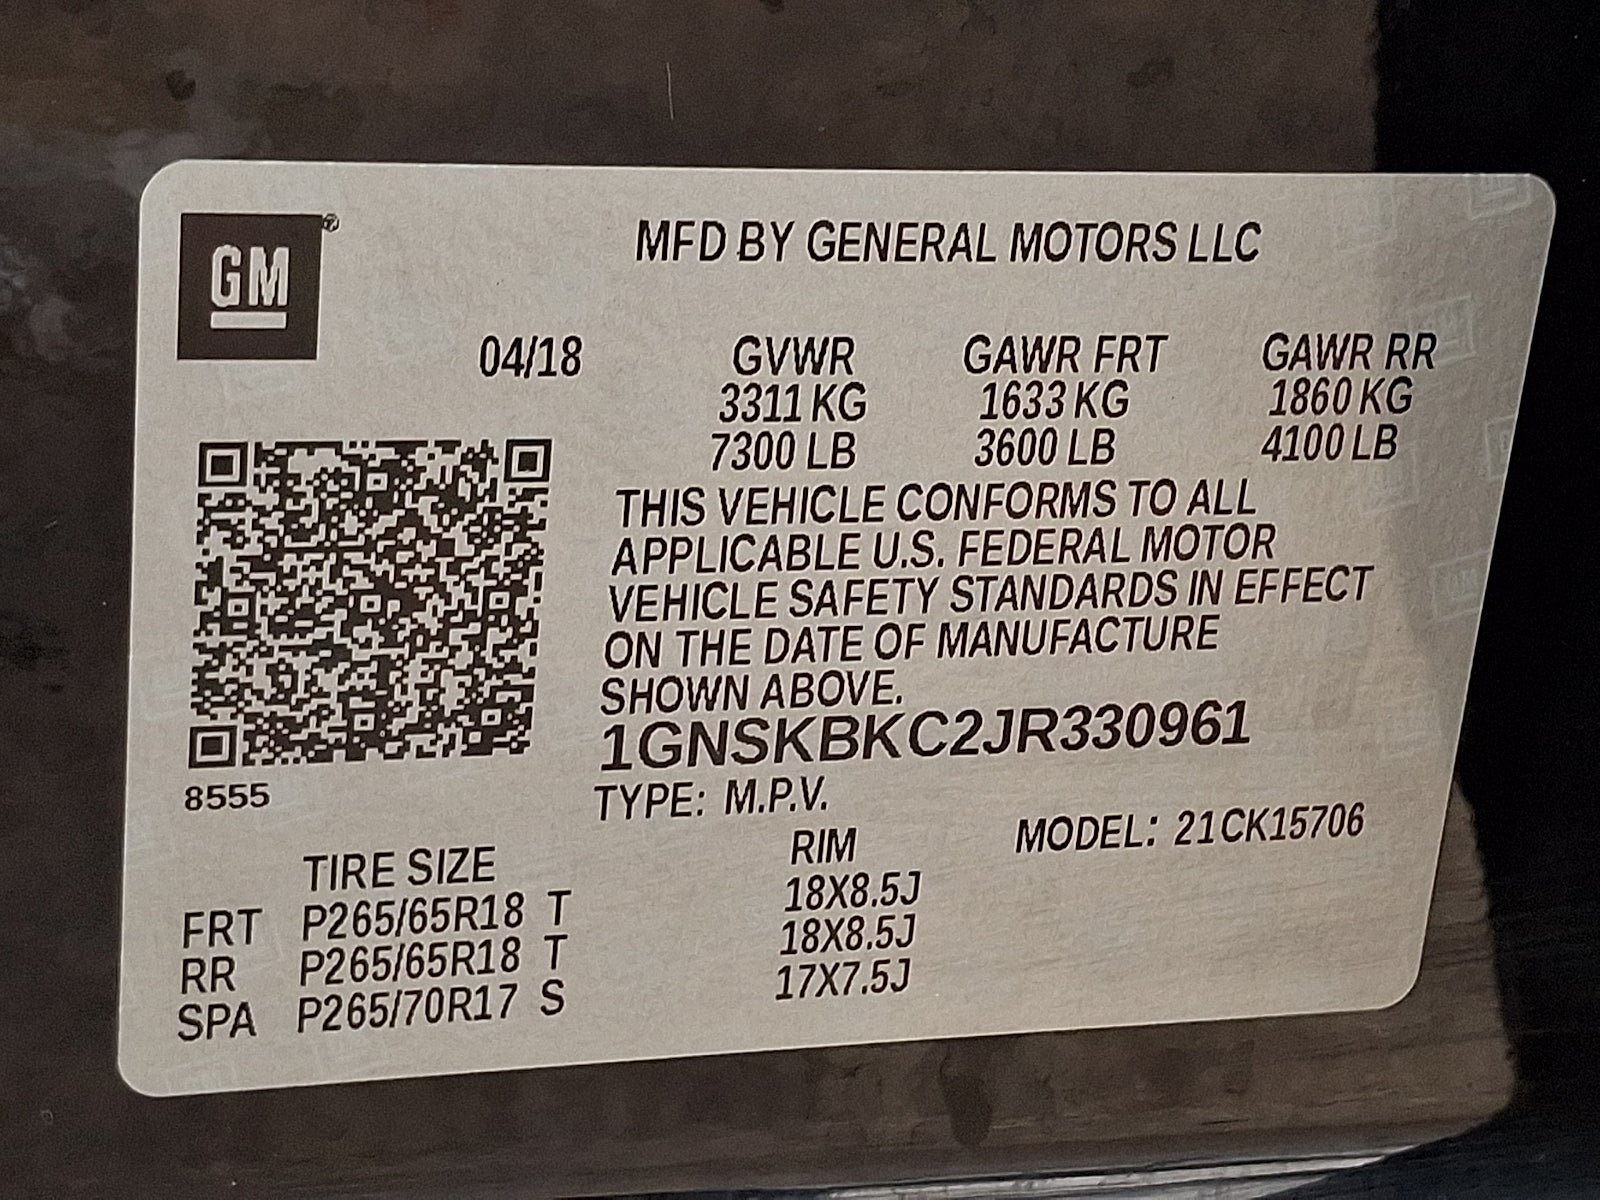 GM®
MFD BY GENERAL MOTORS LLC
04/18 GVWR GAWR FRT GAWR RR
3311 KG 1633 KG 1860 KG
7300 LB 3600 LB 4100 LB
THIS VEHICLE CONFORMS TO ALL
APPLICABLE U.S. FEDERAL MOTOR
VEHICLE SAFETY STANDARDS IN EFFECT
ON THE DATE OF MANUFACTURE
SHOWN ABOVE.
1GNSKBKC2JR330961
8555
TYPE: M.P.V.
TIRE SIZE RIM MODEL: 21CK15706
FRT P265/65R18 T 18X8.5J
RR P265/65R18 T 18X8.5J
SPA P265/70R17 S 17X7.5J